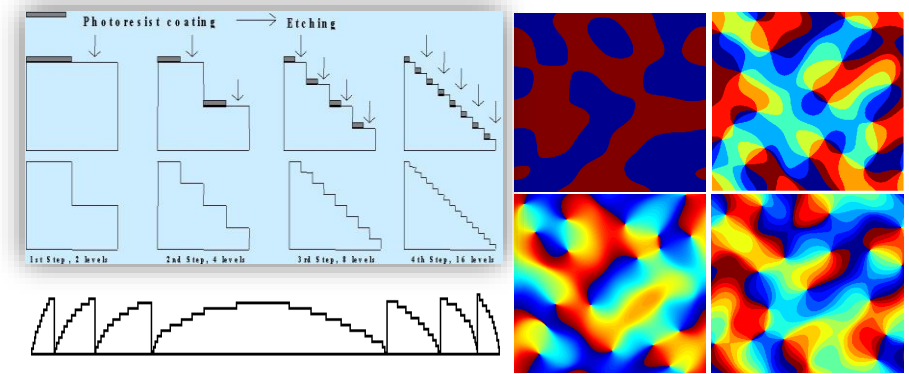 Photoresist coating Etching
1st Step, 2 levels 2nd Step, 4 levels 3rd Step, 8 levels 4th Step, 16 levels